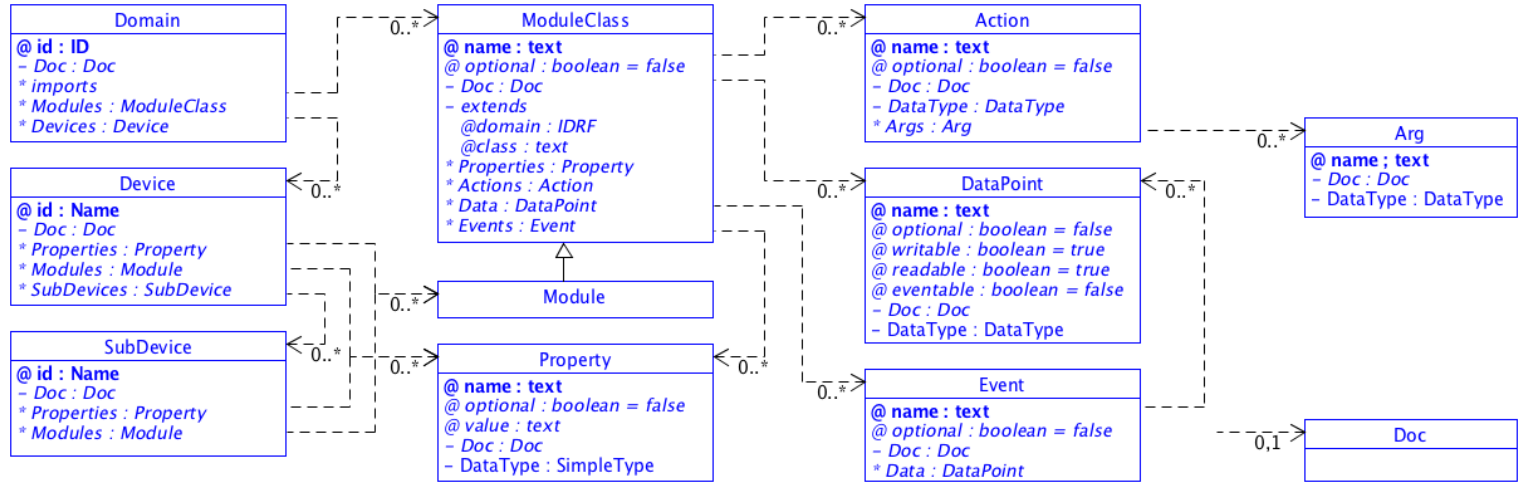 Domain
@ id : ID
– Doc : Doc
* imports
* Modules : ModuleClass
* Devices : Device
0..*
Device
@ id : Name
– Doc : Doc
* Properties : Property
* Modules : Module
* SubDevices : SubDevice
0..*
SubDevice
@ id : Name
– Doc : Doc
* Properties : Property
* Modules : Module
0..*
ModuleClass
@ name : text
@ optional : boolean = false
– Doc : Doc
– extends
@domain : IDRF
@class : text
* Properties : Property
* Actions : Action
* Data : DataPoint
* Events : Event
0..*
Module
0..*
Property
@ name : text
@ optional : boolean = false
@ value : text
– Doc : Doc
– DataType : SimpleType
0..*
0..*
Action
@ name : text
@ optional : boolean = false
– Doc : Doc
– DataType : DataType
* Args : Arg
0..*
DataPoint
@ name : text
@ optional : boolean = false
@ writable : boolean = true
@ readable : boolean = true
@ eventable : boolean = false
– Doc : Doc
– DataType : DataType
0..*
0..*
Event
@ name : text
@ optional : boolean = false
– Doc : Doc
* Data : DataPoint
0..*
Arg
@ name ; text
– Doc : Doc
– DataType : DataType
0,1
Doc